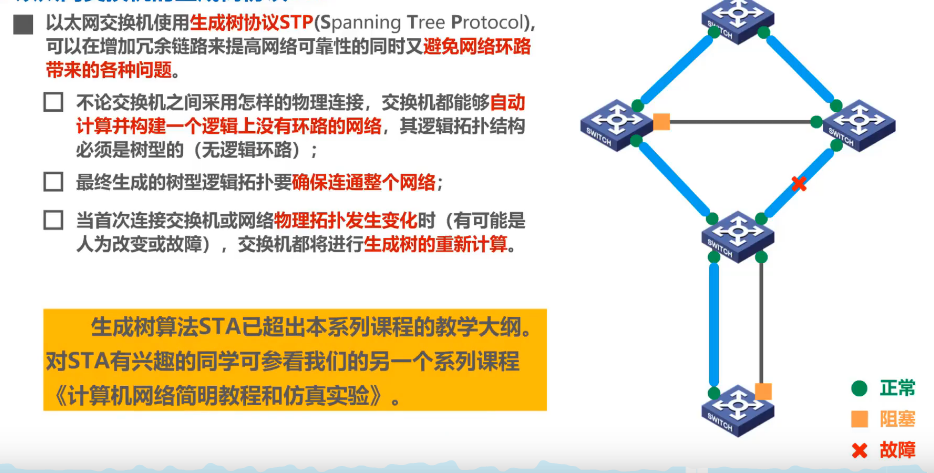 以太网交换机使用生成树协议STP(Spanning Tree Protocol),
可以在增加冗余链路来提高网络可靠性的同时又避免网络环路
带来的各种问题。
不论交换机之间采用怎样的物理连接，交换机都能够自动
计算并构建一个逻辑上没有环路的网络，其逻辑拓扑结构
必须是树型的（无逻辑环路）；
最终生成的树型逻辑拓扑要确保连通整个网络；
当首次连接交换机或网络物理拓扑发生变化时（有可能是
人为改变或故障），交换机都将进行生成树的重新计算。
生成树算法STA已超出本系列课程的教学大纲。
对STA有兴趣的同学可参看我们的另一个系列课程
《计算机网络简明教程和仿真实验》。
SWITCH
SWITCH
SWITCH
SWITCH
SWITCH
正常
阻塞
故障